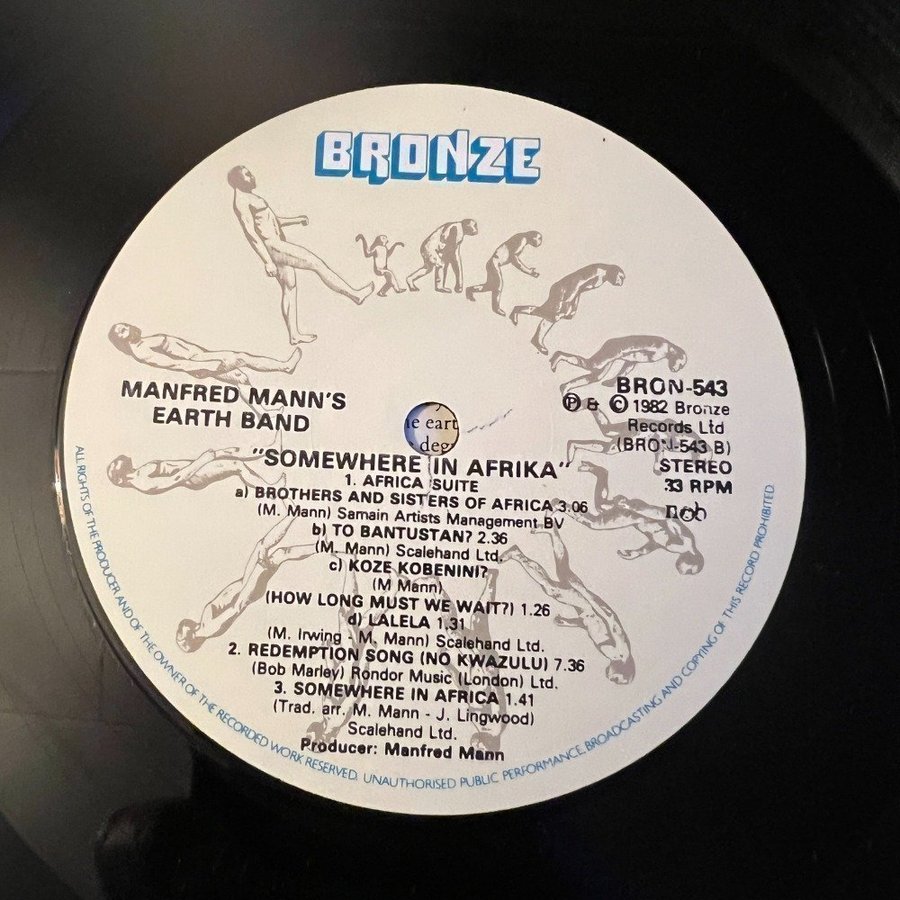 BRONZE
MANFRED MANN'S
EARTH BAND
BRON-543
Ⓟ & © 1982 Bronze
Records Ltd
(BRON-543 B)
STEREO
33 RPM
ncb
"SOMEWHERE IN AFRIKA"
1. AFRICA SUITE
a) BROTHERS AND SISTERS OF AFRICA 3.06
(M. Mann) Samain Artists Management BV
b) TO BANTUSTAN? 2.36
(M. Mann) Scalehand Ltd.
c) KOZE KOBENINI?
(M Mann)
(HOW LONG MUST WE WAIT?) 1.26
d) LALELA 1.31
(M. Irwing - M. Mann) Scalehand Ltd.
2. REDEMPTION SONG (NO KWAZULU) 7.36
(Bob Marley) Rondor Music (London) Ltd.
3. SOMEWHERE IN AFRICA 1.41
(Trad. arr. M. Mann - J. Lingwood)
Scalehand Ltd.
Producer: Manfred Mann
ALL RIGHTS OF THE PRODUCER AND OF THE OWNER OF THE RECORDED WORK RESERVED. UNAUTHORISED PUBLIC PERFORMANCE, BROADCASTING AND COPYING OF THIS RECORD PROHIBITED.